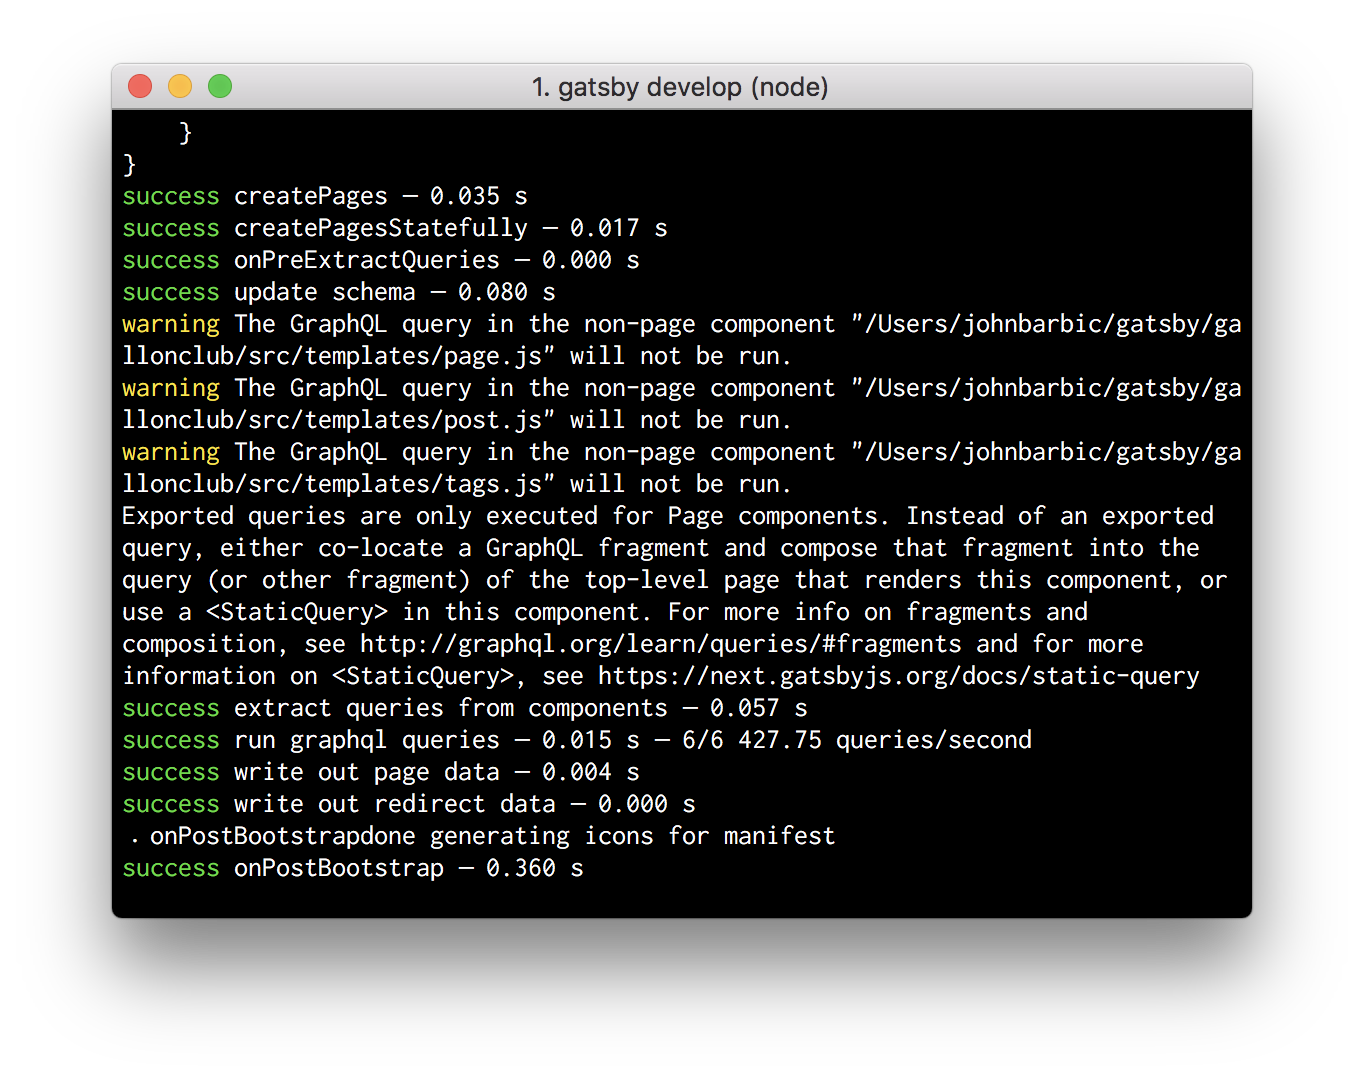 1. gatsby develop (node)
    }
}
success createPages — 0.035 s
success createPagesStatefully — 0.017 s
success onPreExtractQueries — 0.000 s
success update schema — 0.080 s
warning The GraphQL query in the non-page component "/Users/johnbarbic/gatsby/ga
llonclub/src/templates/page.js" will not be run.
warning The GraphQL query in the non-page component "/Users/johnbarbic/gatsby/ga
llonclub/src/templates/post.js" will not be run.
warning The GraphQL query in the non-page component "/Users/johnbarbic/gatsby/ga
llonclub/src/templates/tags.js" will not be run.
Exported queries are only executed for Page components. Instead of an exported
query, either co-locate a GraphQL fragment and compose that fragment into the
query (or other fragment) of the top-level page that renders this component, or
use a <StaticQuery> in this component. For more info on fragments and
composition, see http://graphql.org/learn/queries/#fragments and for more
information on <StaticQuery>, see https://next.gatsbyjs.org/docs/static-query
success extract queries from components — 0.057 s
success run graphql queries — 0.015 s — 6/6 427.75 queries/second
success write out page data — 0.004 s
success write out redirect data — 0.000 s
 . onPostBootstrapdone generating icons for manifest
success onPostBootstrap — 0.360 s